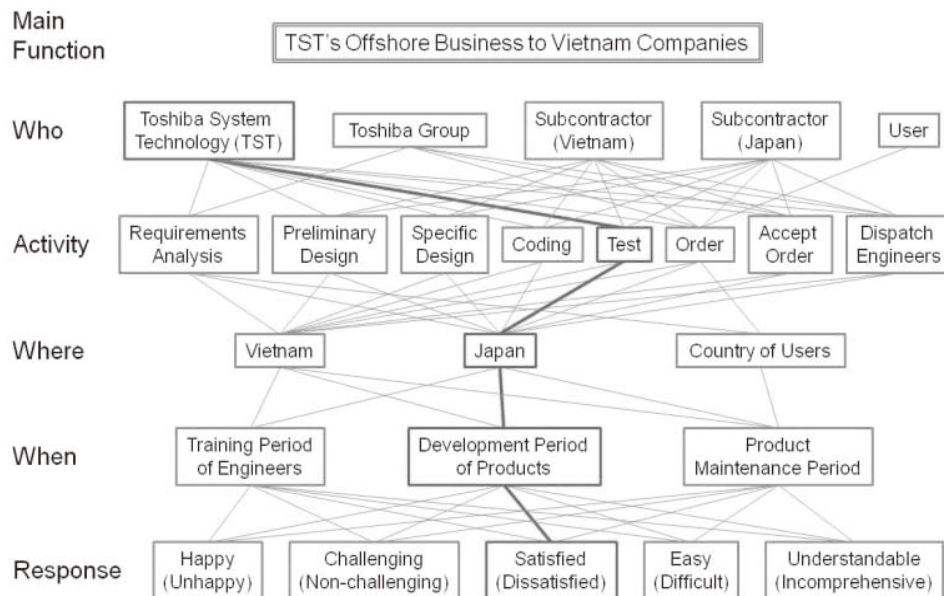 Main
Function
TST's Offshore Business to Vietnam Companies
Who
Toshiba System
Technology (TST)
Toshiba Group
Subcontractor
(Vietnam)
Subcontractor
(Japan)
User
Activity
Requirements
Analysis
Preliminary
Design
Specific
Design
Coding
Test
Order
Accept
Order
Dispatch
Engineers
Where
Vietnam
Japan
Country of Users
When
Training Period
of Engineers
Development Period
of Products
Product
Maintenance Period
Response
Happy
(Unhappy)
Challenging
(Non-challenging)
Satisfied
(Dissatisfied)
Easy
(Difficult)
Understandable
(Incomprehensive)